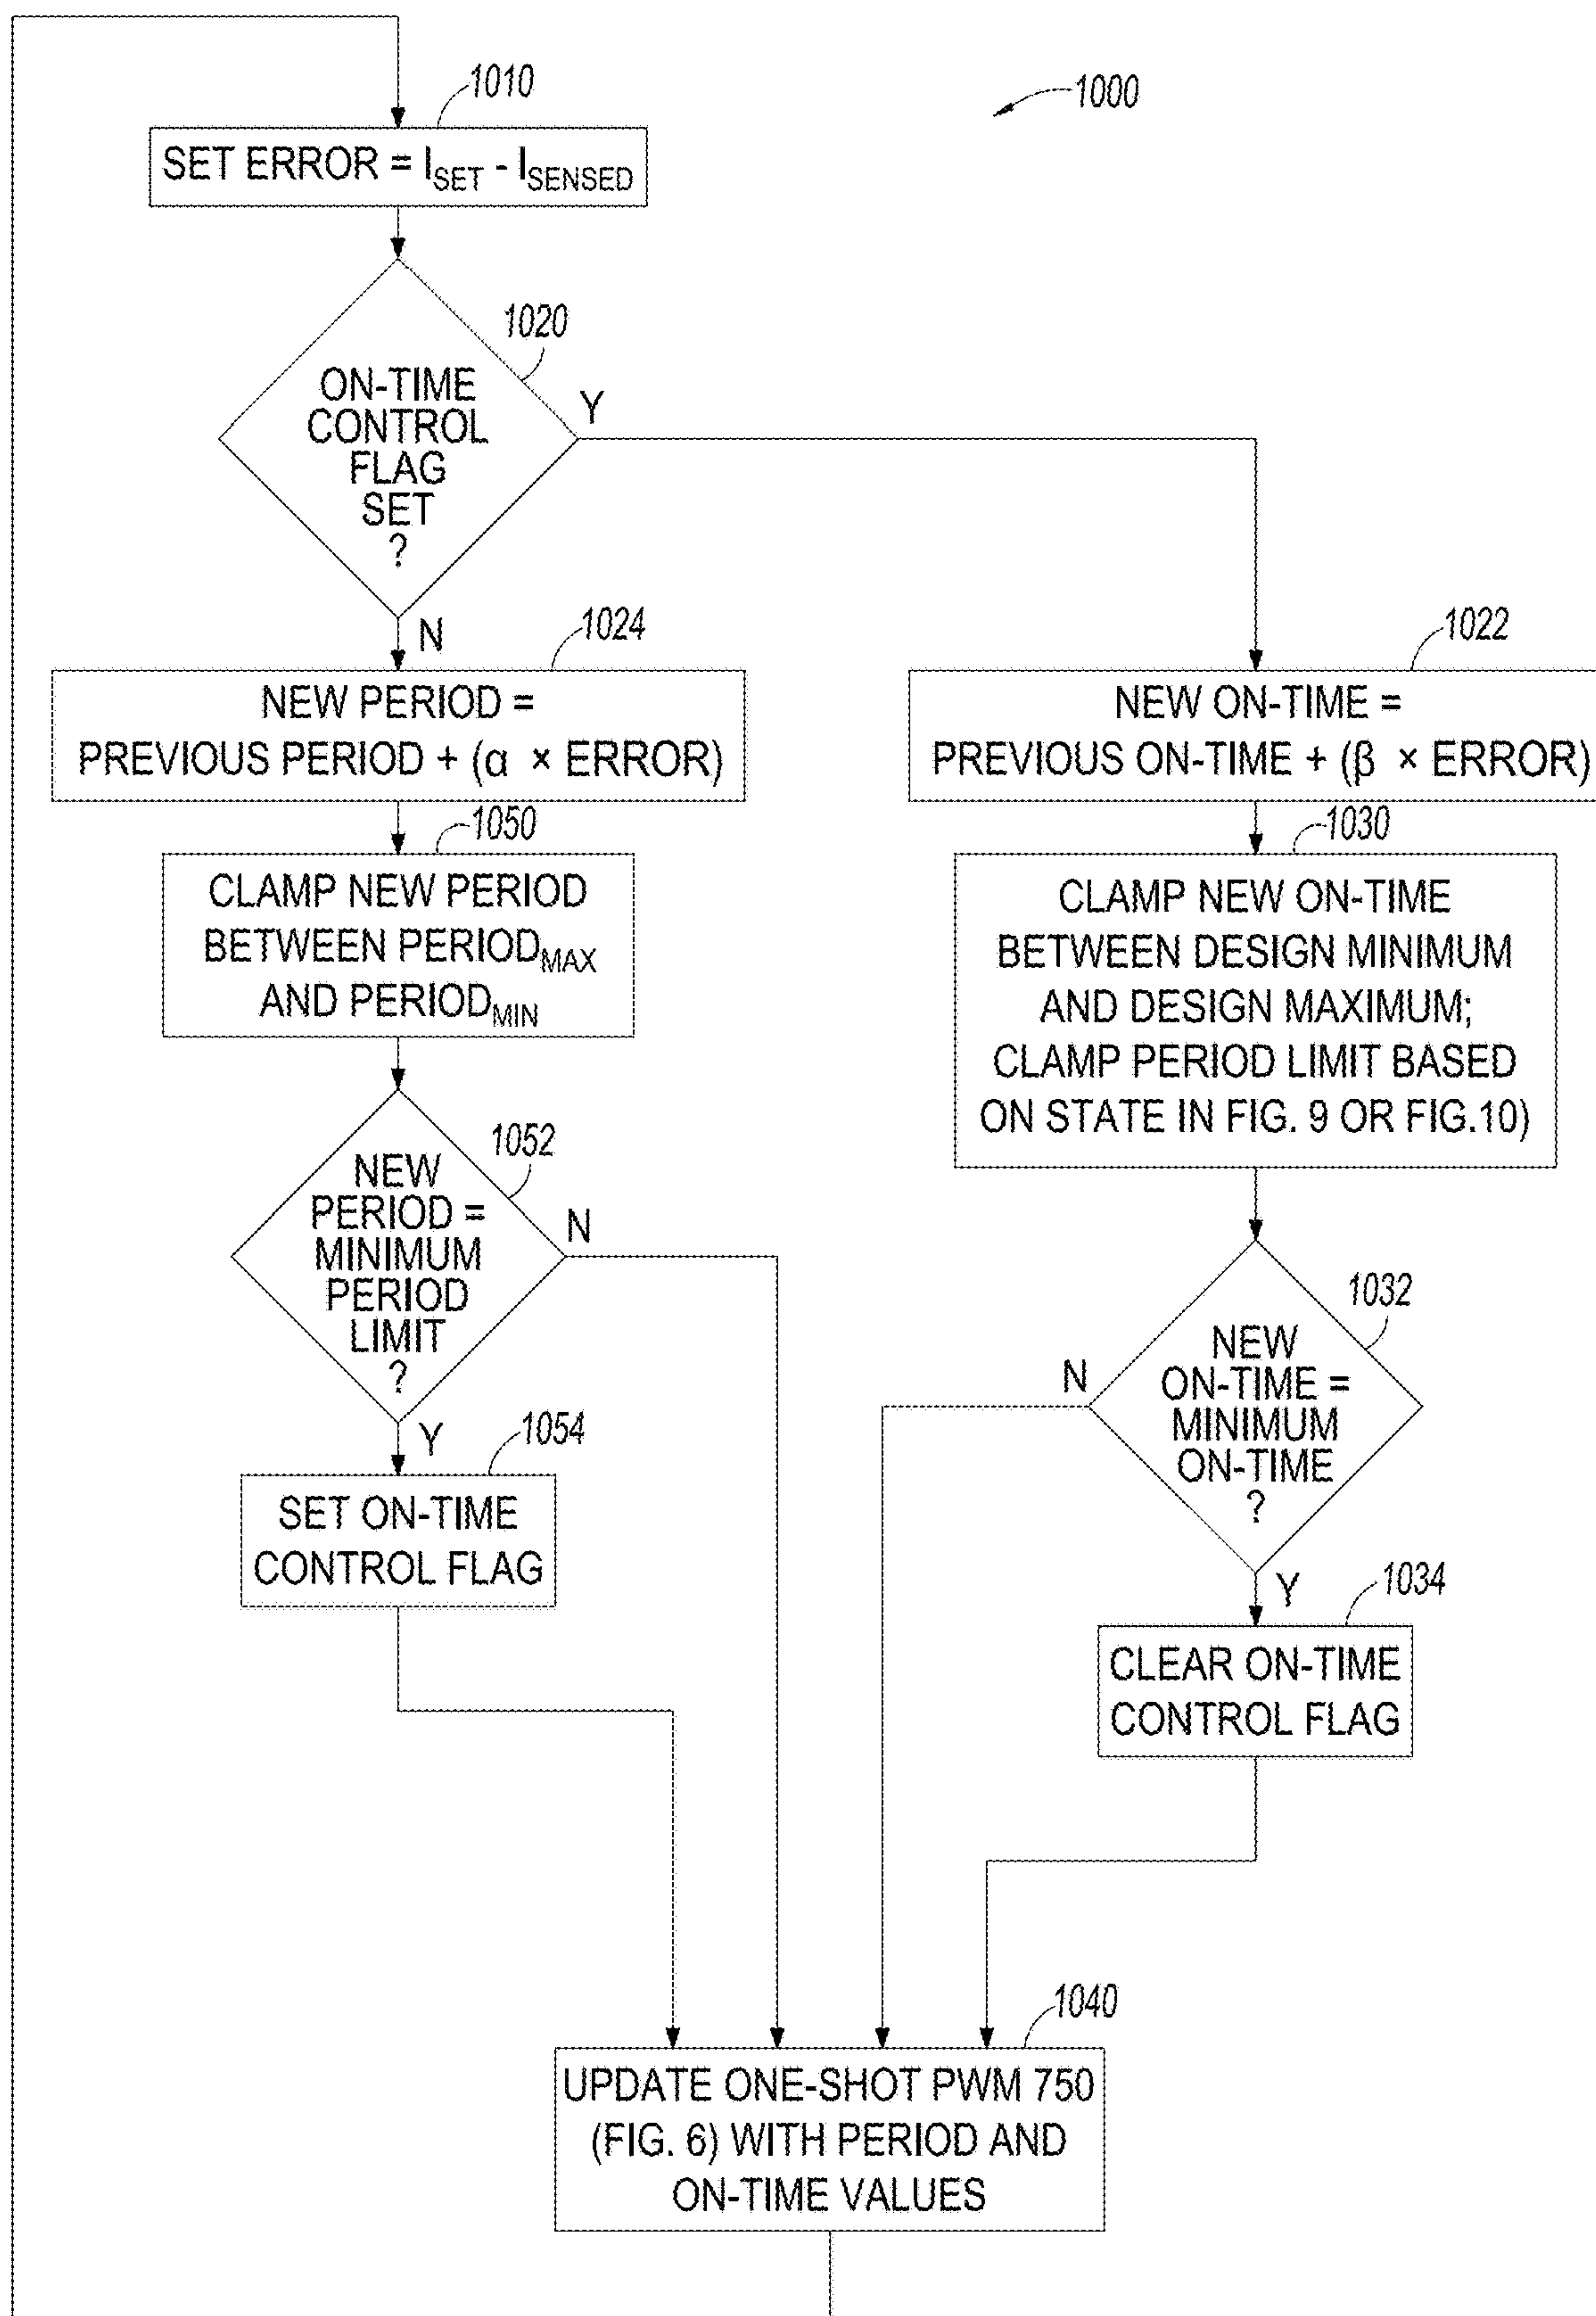 1010
1000
SET ERROR = I_SET - I_SENSED
1020
ON-TIME
CONTROL
FLAG
SET
?
Y
N
1024
NEW PERIOD =
PREVIOUS PERIOD + (α × ERROR)
1022
NEW ON-TIME =
PREVIOUS ON-TIME + (β × ERROR)
1050
CLAMP NEW PERIOD
BETWEEN PERIOD_MAX
AND PERIOD_MIN
1030
CLAMP NEW ON-TIME
BETWEEN DESIGN MINIMUM
AND DESIGN MAXIMUM;
CLAMP PERIOD LIMIT BASED
ON STATE IN FIG. 9 OR FIG.10)
1052
NEW
PERIOD =
MINIMUM
PERIOD
LIMIT
?
N
Y
1032
NEW
ON-TIME =
MINIMUM
ON-TIME
?
N
Y
1054
SET ON-TIME
CONTROL FLAG
1034
CLEAR ON-TIME
CONTROL FLAG
1040
UPDATE ONE-SHOT PWM 750
(FIG. 6) WITH PERIOD AND
ON-TIME VALUES